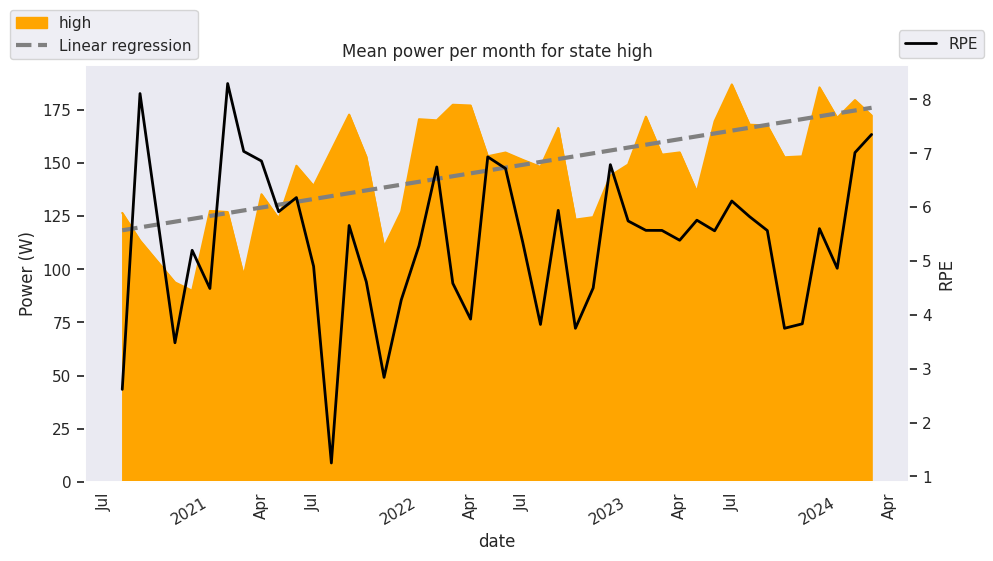 high
Linear regression
RPE
Mean power per month for state high
Power (W)
175
150
125
100
75
50
25
0
8
7
6
5
4
3
2
1
RPE
Jul
2021
Apr
Jul
2022
Apr
Jul
2023
Apr
Jul
2024
Apr
date